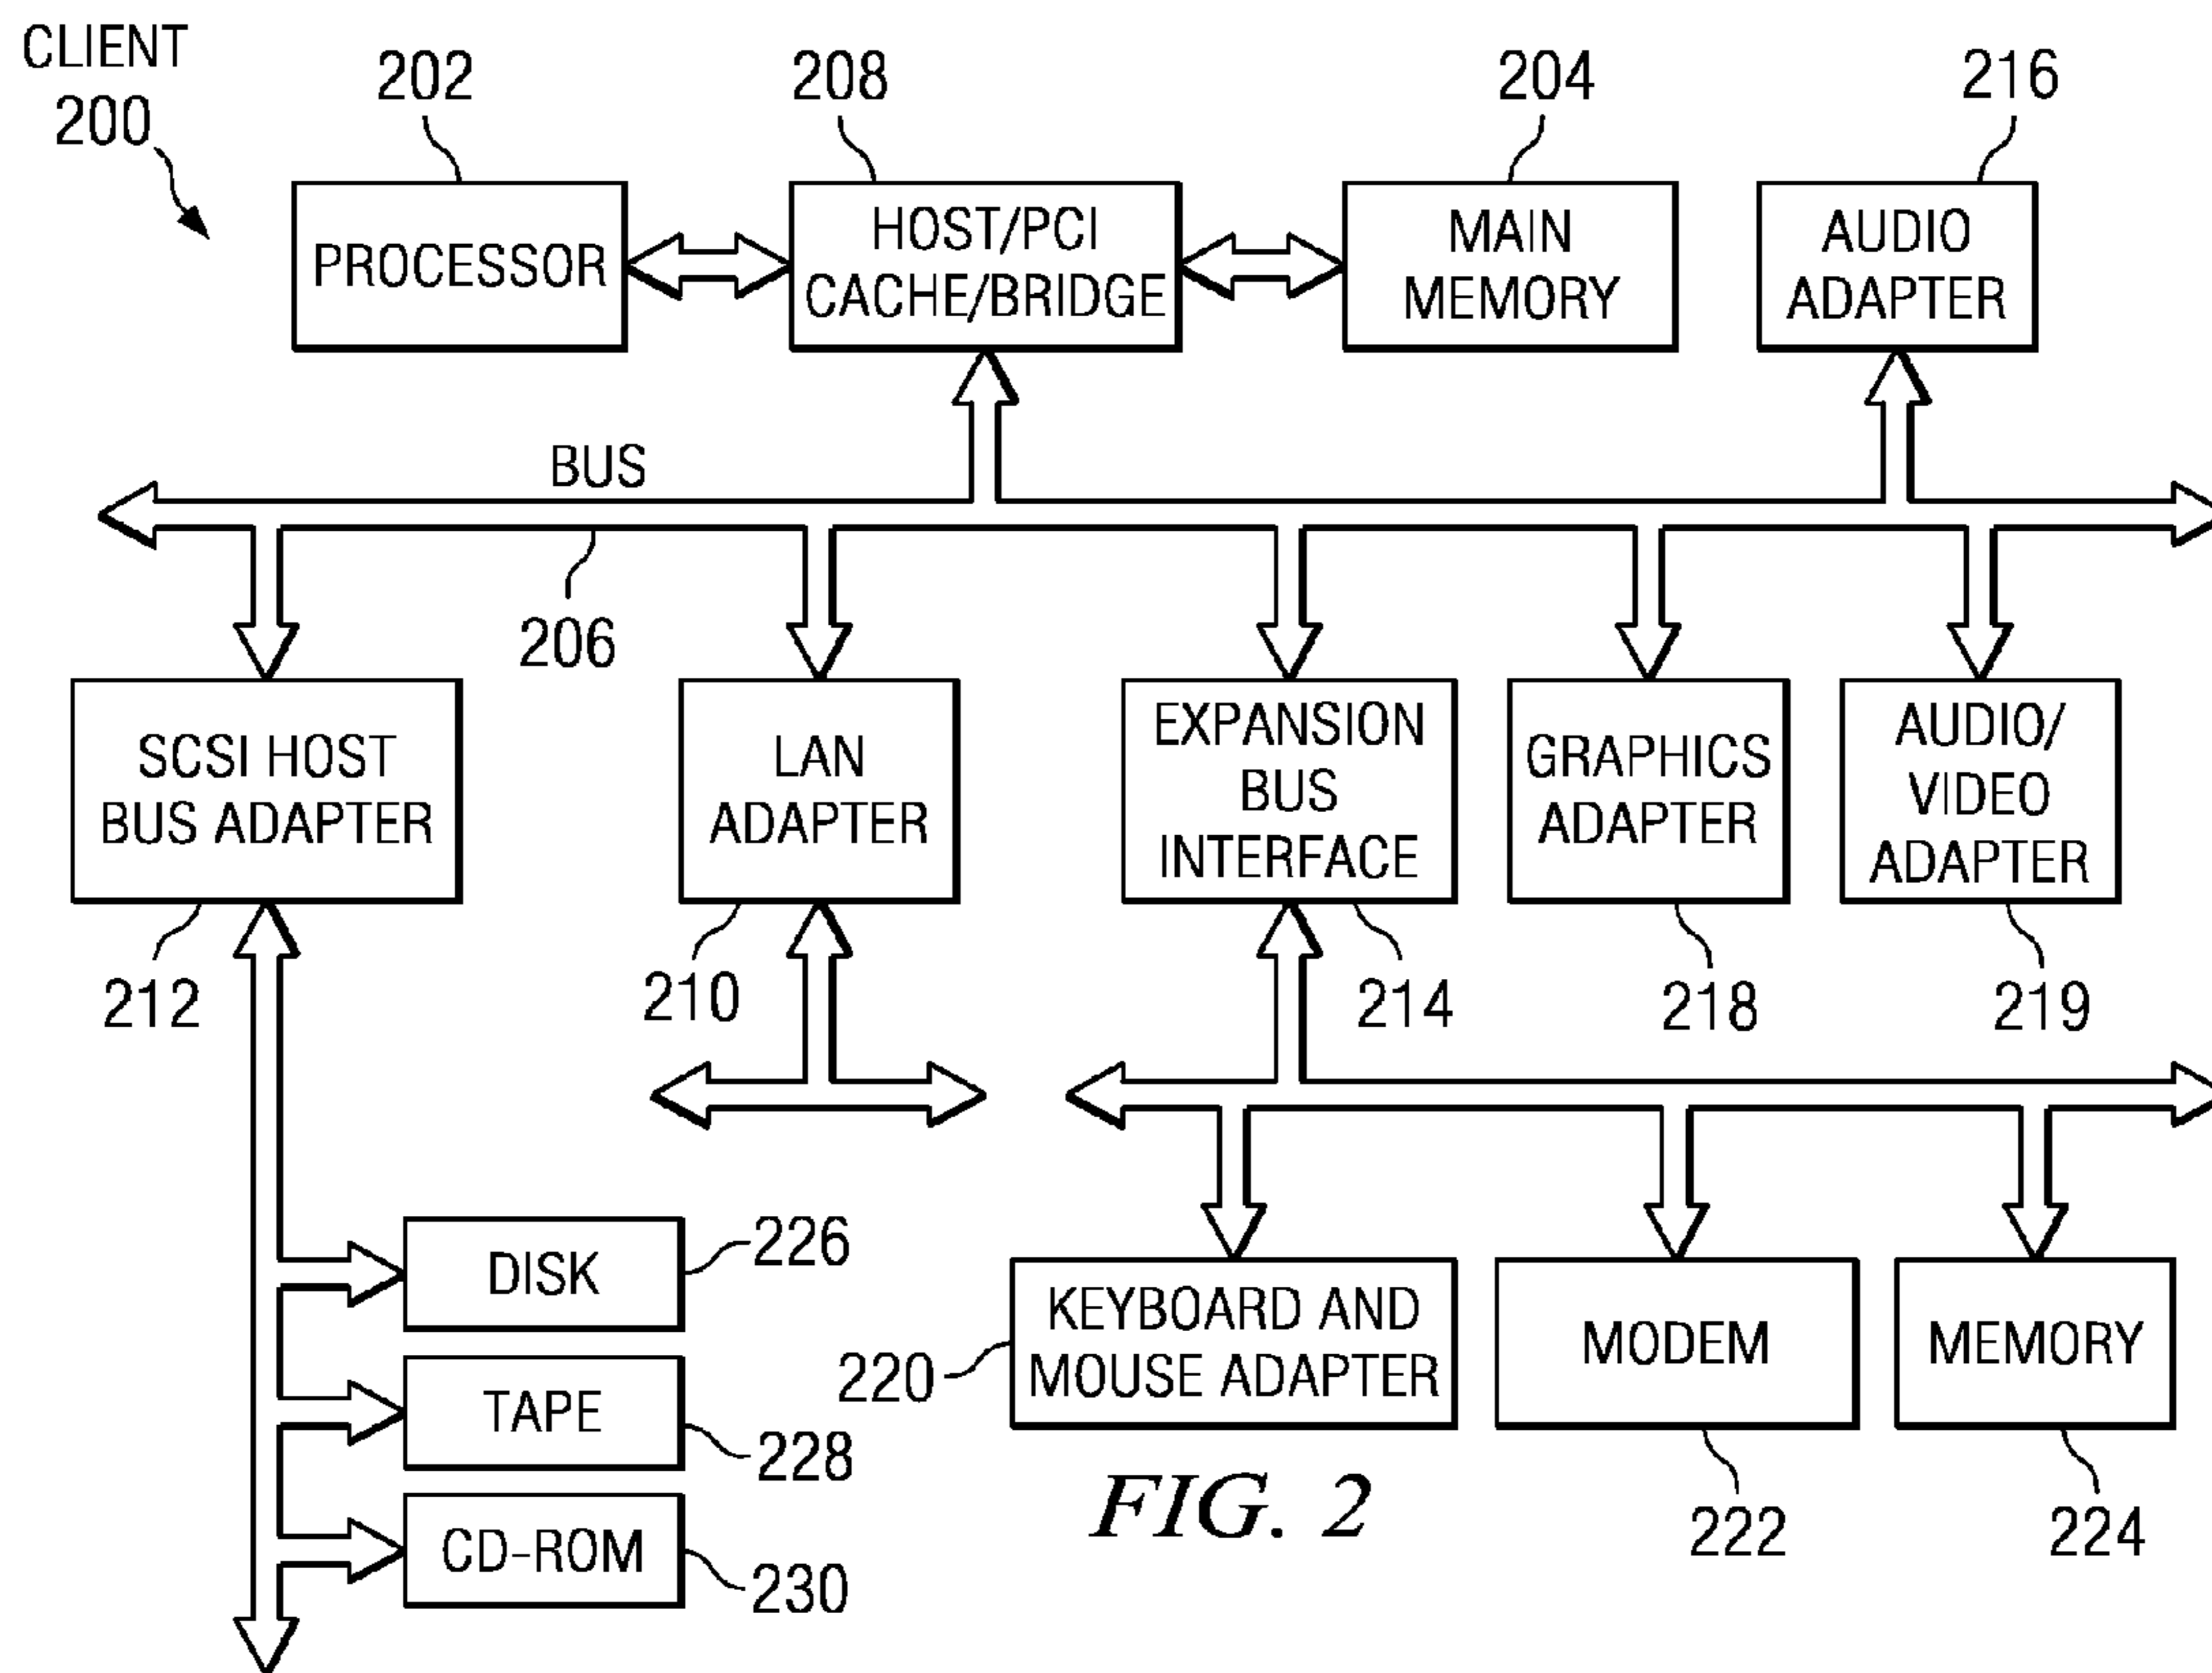 CLIENT
200
202
208
204
216
PROCESSOR
HOST/PCI
CACHE/BRIDGE
MAIN
MEMORY
AUDIO
ADAPTER
BUS
206
SCSI HOST
BUS ADAPTER
LAN
ADAPTER
EXPANSION
BUS
INTERFACE
GRAPHICS
ADAPTER
AUDIO/
VIDEO
ADAPTER
212
210
214
218
219
DISK
226
TAPE
228
CD-ROM
230
220
KEYBOARD AND
MOUSE ADAPTER
MODEM
MEMORY
222
224
FIG. 2